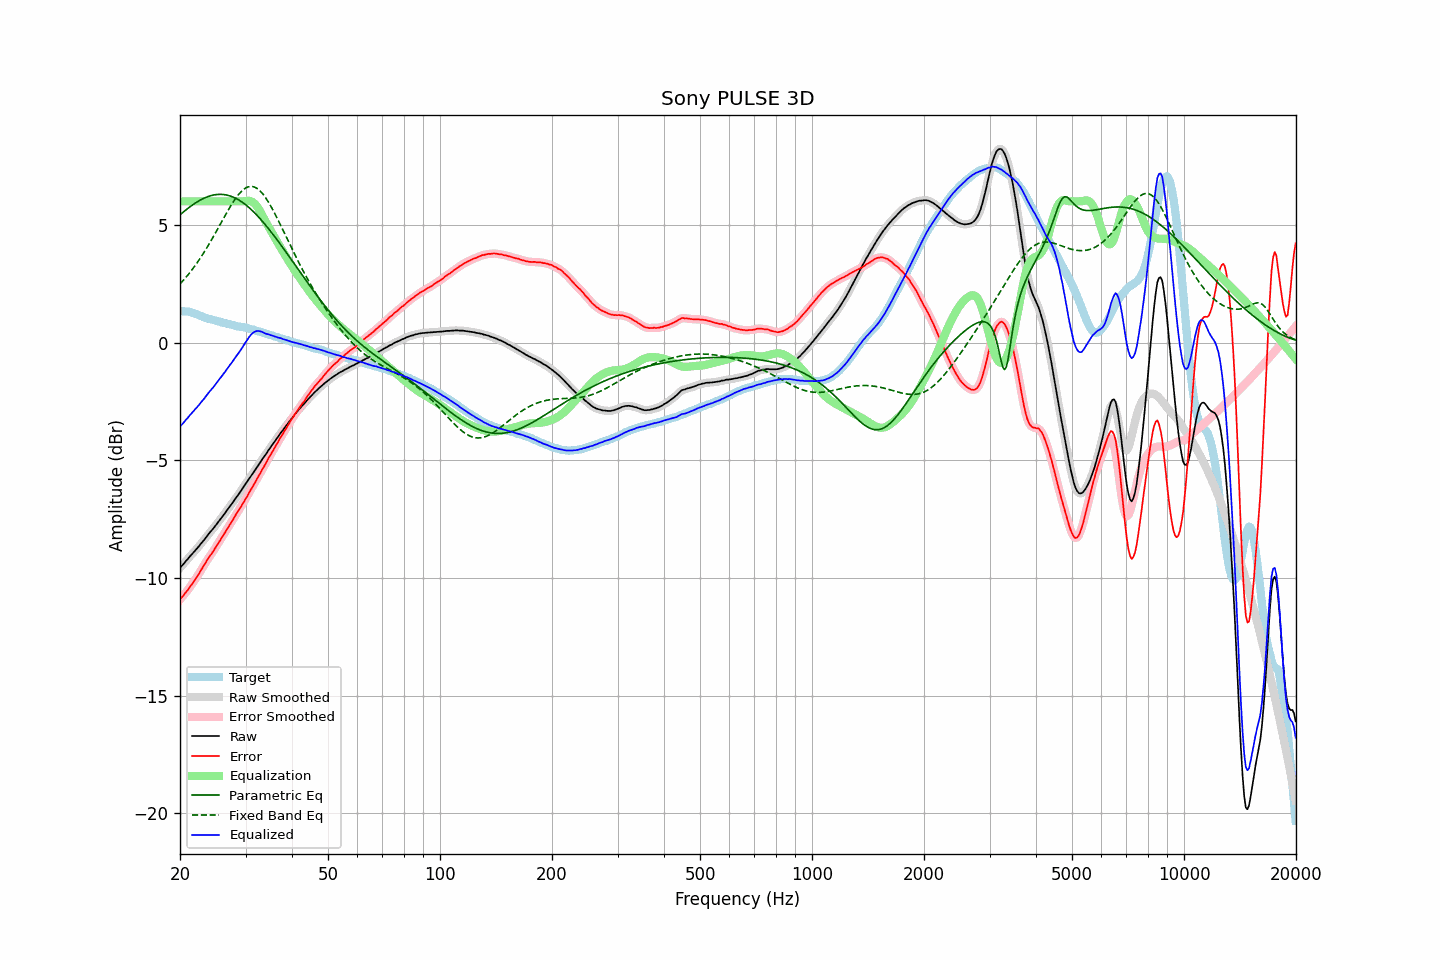 Sony PULSE 3D
Amplitude (dBr)
5
0
−5
−10
−15
−20
Target
Raw Smoothed
Error Smoothed
Raw
Error
Equalization
Parametric Eq
Fixed Band Eq
Equalized
20 50 100 200 500 1000 2000 5000 10000 20000
Frequency (Hz)